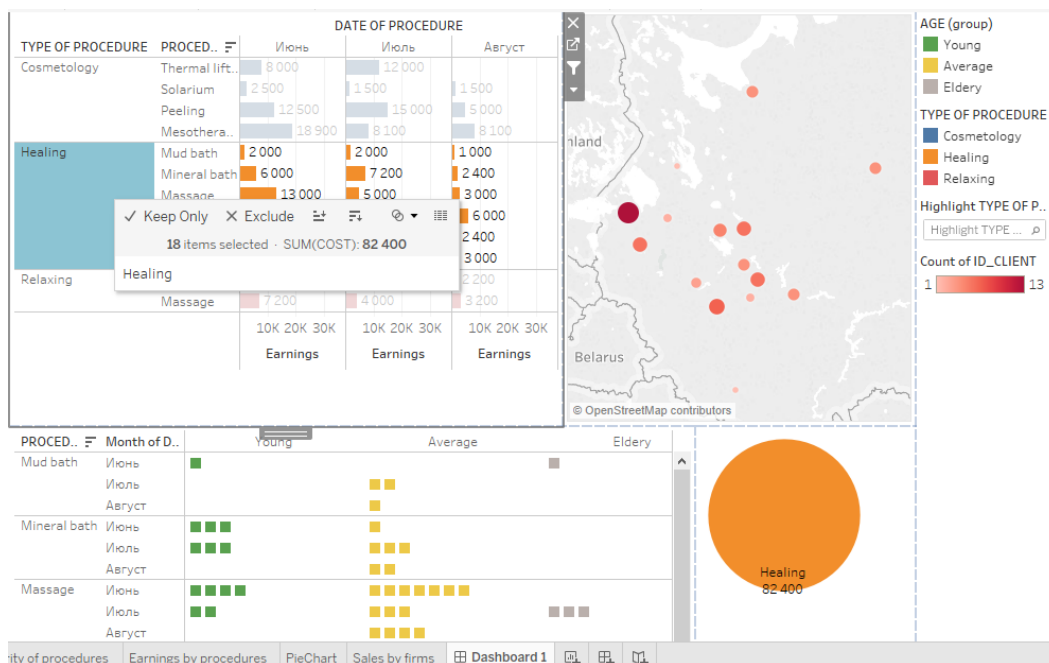 DATE OF PROCEDURE
TYPE OF PROCEDURE PROCED.. Июнь Июль Август
Cosmetology Thermal lift.. 8 000 12 000
Solarium 2 500 1 500 1 500
Peeling 12 500 15 000 5 000
Mesothera.. 18 900 8 100 8 100
Healing Mud bath 2 000 2 000 1 000
Mineral bath 6 000 7 200 2 400
Massage 13 000 5 000 3 000
6 000
2 400
3 000
Keep Only Exclude
18 items selected · SUM(COST): 82 400
Healing
Relaxing 2 200
Massage 7 200 4 000 3 200
10K 20K 30K 10K 20K 30K 10K 20K 30K
Earnings Earnings Earnings
nland
Belarus
© OpenStreetMap contributors
AGE (group)
Young
Average
Eldery
TYPE OF PROCEDURE
Cosmetology
Healing
Relaxing
Highlight TYPE OF P..
Highlight TYPE ...
Count of ID_CLIENT
1 13
PROCED.. Month of D.. Young Average Eldery
Mud bath Июнь
Июль
Август
Mineral bath Июнь
Июль
Август
Massage Июнь
Июль
Август
Healing
82 400
rity of procedures Earnings by procedures PieChart Sales by firms Dashboard 1